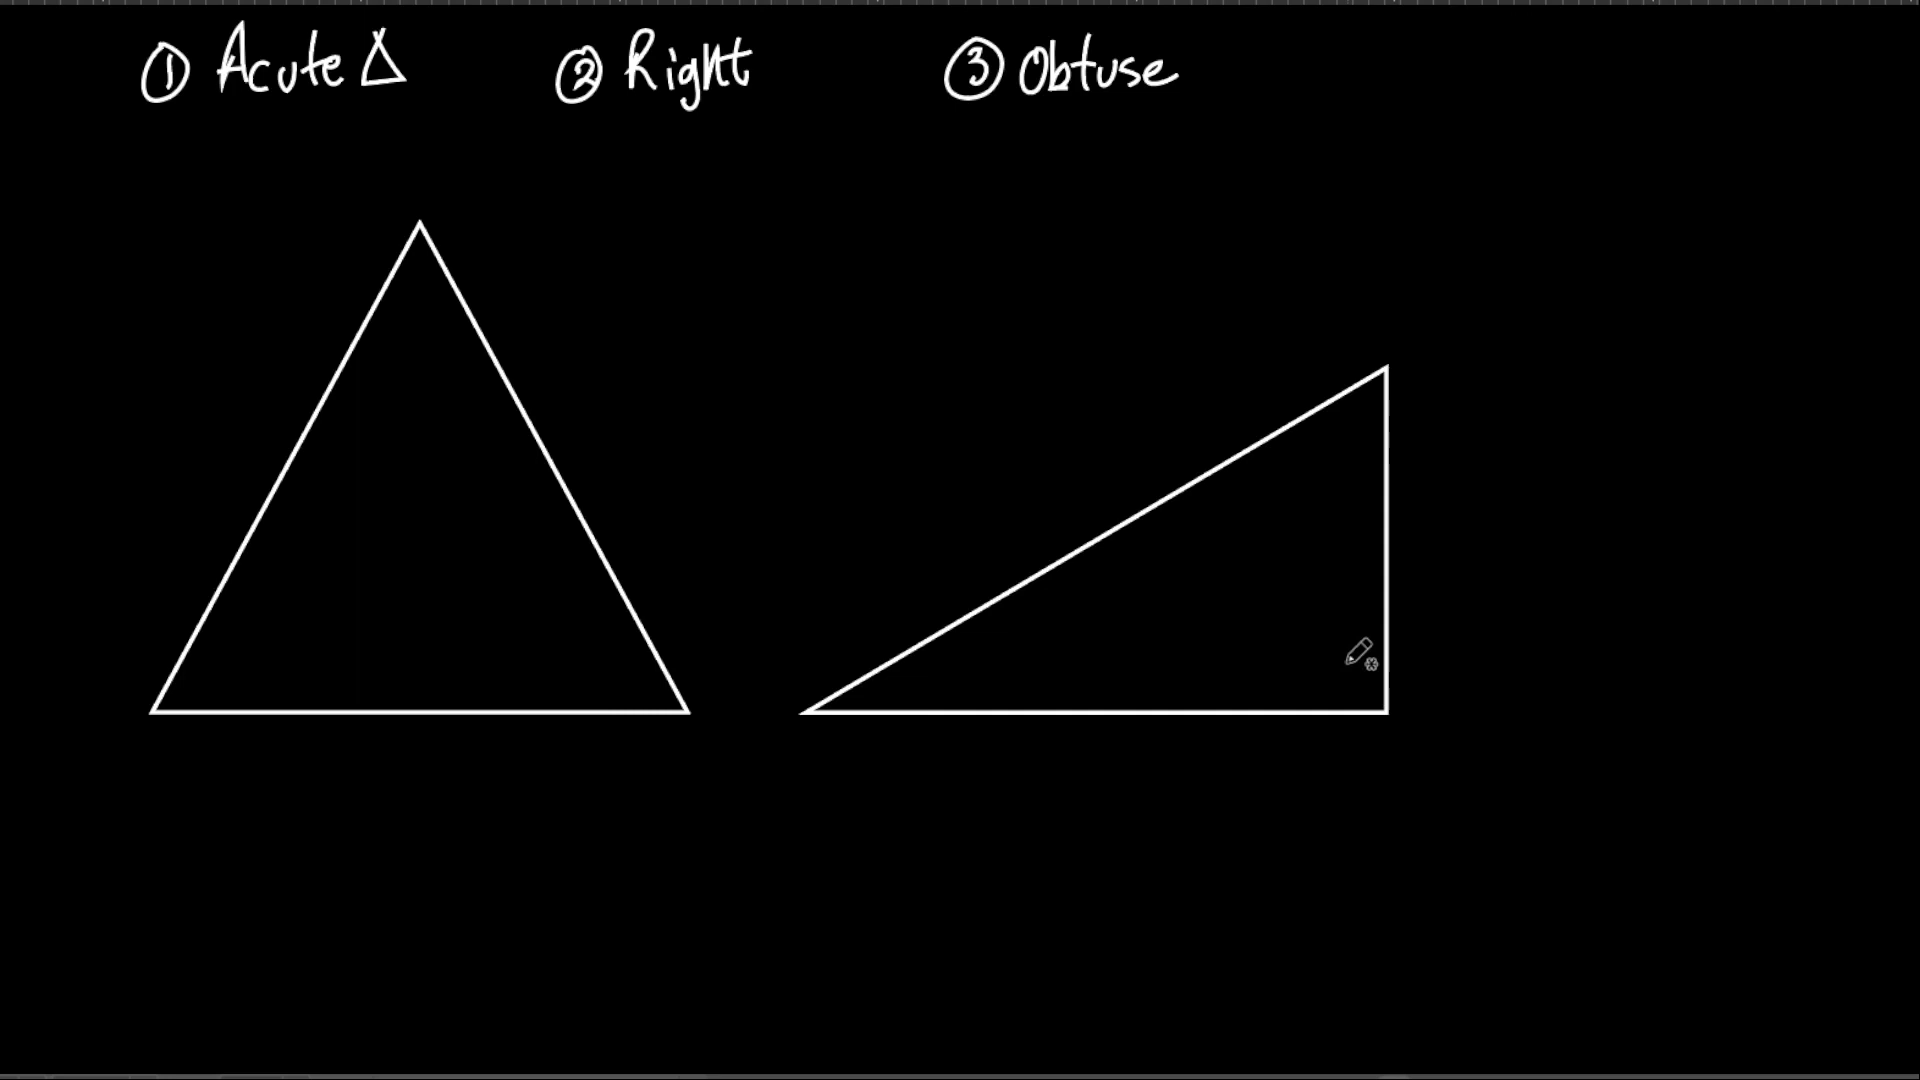 ① Acute Δ ② Right ③ Obtuse